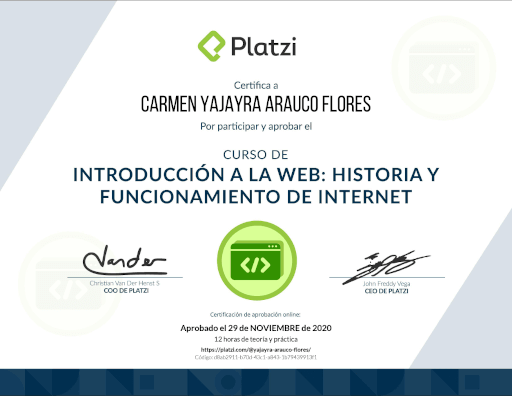 Platzi
Certifica a
CARMEN YAJAYRA ARAUCO FLORES
Por participar y aprobar el
CURSO DE
INTRODUCCIÓN A LA WEB: HISTORIA Y
FUNCIONAMIENTO DE INTERNET
Christian Van Der Henst S
COO DE PLATZI
John Freddy Vega
CEO DE PLATZI
Certificación de aprobación online:
Aprobado el 29 de NOVIEMBRE de 2020
12 horas de teoría y práctica
https://platzi.com/@yajayra-arauco-flores/
Código: